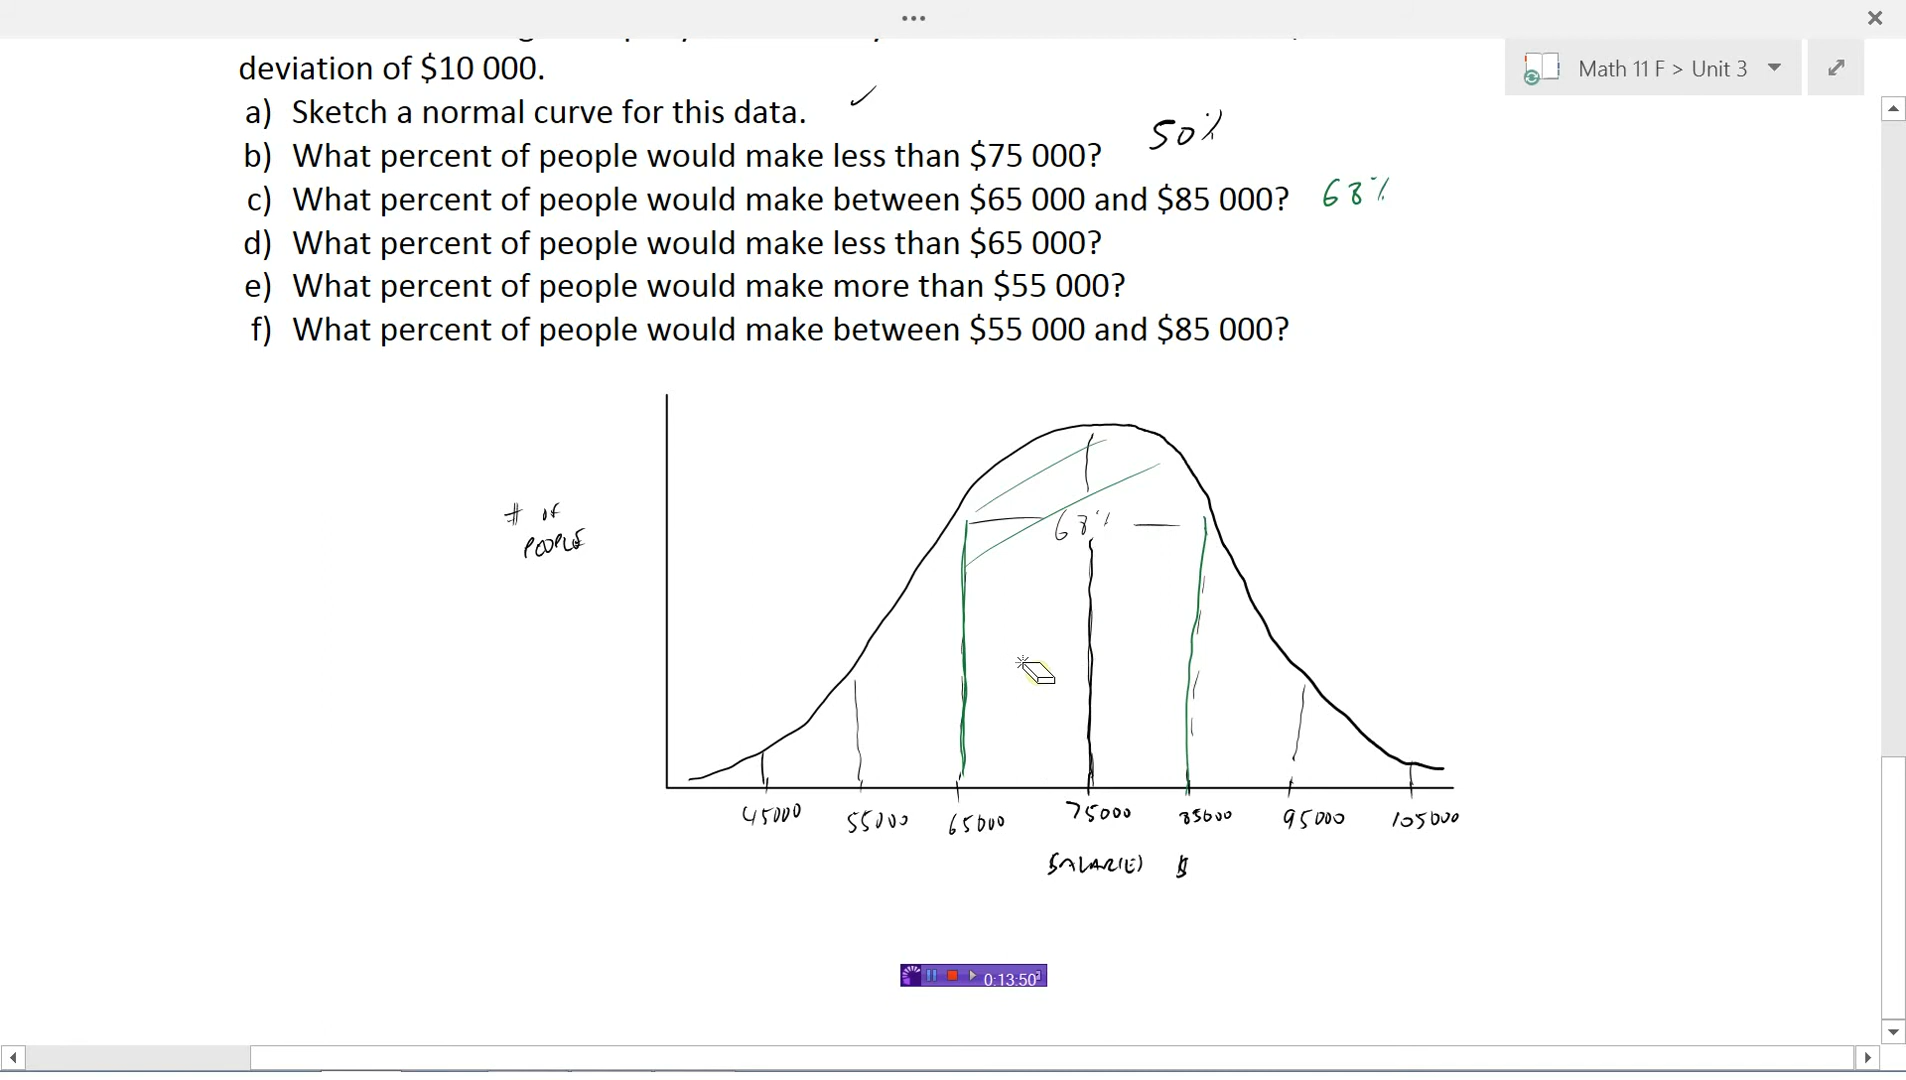 Math 11 F > Unit 3
deviation of $10 000.
a) Sketch a normal curve for this data. ✓
b) What percent of people would make less than $75 000? 50%
c) What percent of people would make between $65 000 and $85 000? 68%
d) What percent of people would make less than $65 000?
e) What percent of people would make more than $55 000?
f) What percent of people would make between $55 000 and $85 000?
# OF
PEOPLE
68%
45000 55000 65000 75000 85000 95000 105000
SALARIES $
0:13:50